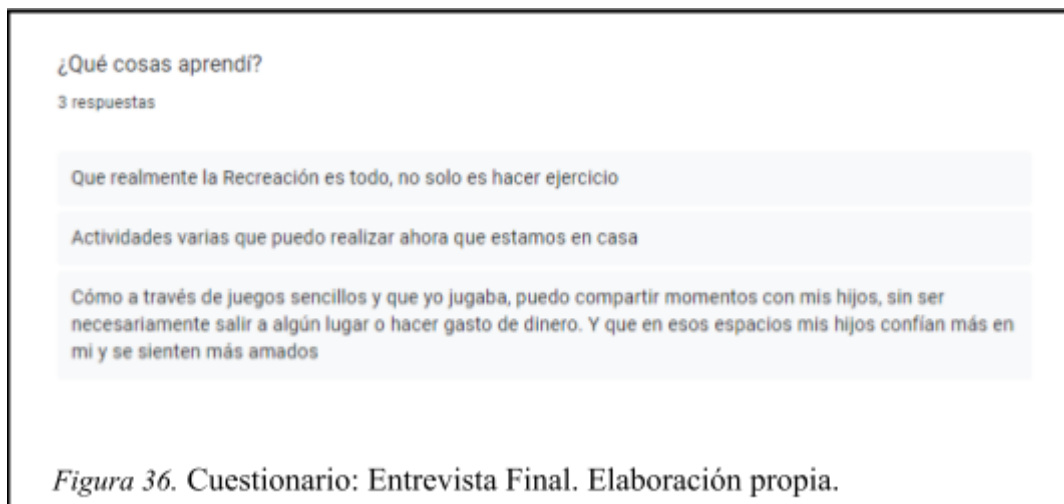 ¿Qué cosas aprendí?
3 respuestas
Que realmente la Recreación es todo, no solo es hacer ejercicio
Actividades varias que puedo realizar ahora que estamos en casa
Cómo a través de juegos sencillos y que yo jugaba, puedo compartir momentos con mis hijos, sin ser
necesariamente salir a algún lugar o hacer gasto de dinero. Y que en esos espacios mis hijos confían más en
mi y se sienten más amados
Figura 36. Cuestionario: Entrevista Final. Elaboración propia.